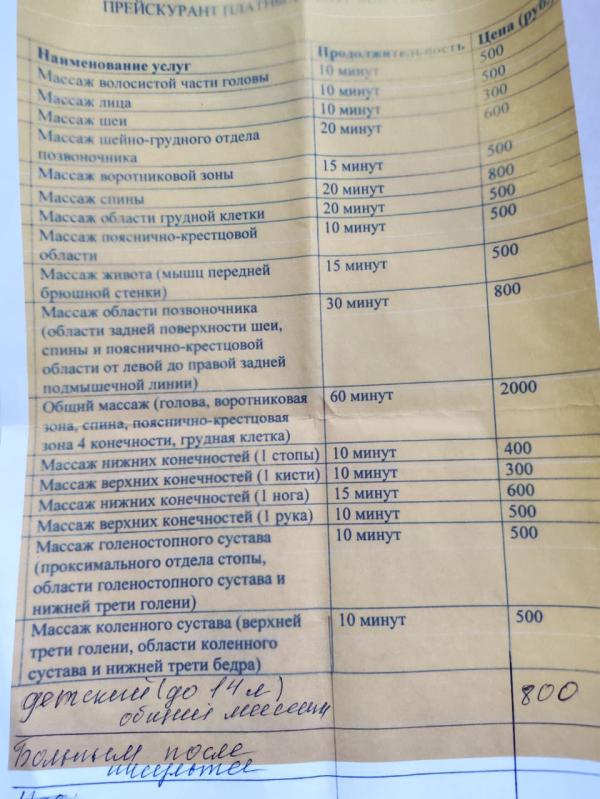 ПРЕЙСКУРАНТ
Наименование услуг Продолжительность Цена (руб.)
Массаж волосистой части головы 10 минут 500
Массаж лица 10 минут 500
Массаж шеи 10 минут 300
Массаж шейно-грудного отдела 20 минут 600
позвоночника
Массаж воротниковой зоны 15 минут 500
Массаж спины 20 минут 800
Массаж области грудной клетки 20 минут 500
Массаж пояснично-крестцовой 10 минут 500
области
Массаж живота (мышц передней 15 минут 500
брюшной стенки)
Массаж области позвоночника 30 минут 800
(области задней поверхности шеи,
спины и пояснично-крестцовой
области от левой до правой задней
подмышечной линии)
Общий массаж (голова, воротниковая 60 минут 2000
зона, спина, пояснично-крестцовая
зона 4 конечности, грудная клетка)
Массаж нижних конечностей (1 стопы) 10 минут 400
Массаж верхних конечностей (1 кисти) 10 минут 300
Массаж нижних конечностей (1 нога) 15 минут 600
Массаж верхних конечностей (1 рука) 10 минут 500
Массаж голеностопного сустава 10 минут 500
(проксимального отдела стопы,
области голеностопного сустава и
нижней трети голени)
Массаж коленного сустава (верхней 10 минут 500
трети голени, области коленного
сустава и нижней трети бедра)
детский (до 14 л) 800
общий массаж
Больным после
инсульта